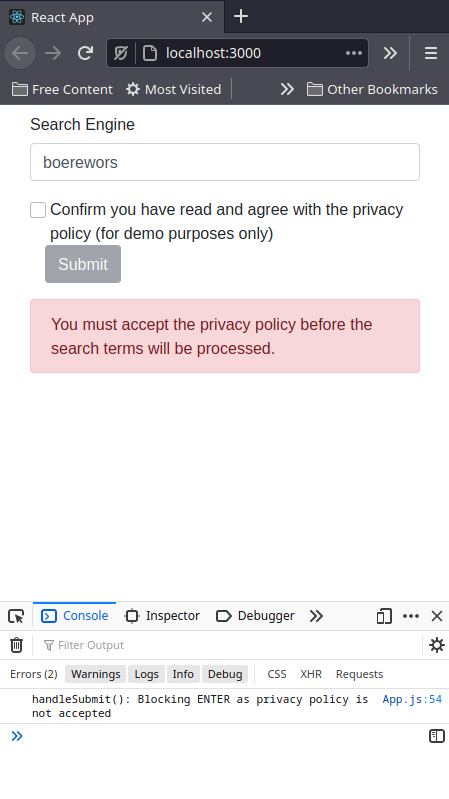 React App
localhost:3000
Free Content Most Visited Other Bookmarks
Search Engine
boerewors
Confirm you have read and agree with the privacy
policy (for demo purposes only)
Submit
You must accept the privacy policy before the
search terms will be processed.
Console Inspector Debugger
Filter Output
Errors (2) Warnings Logs Info Debug CSS XHR Requests
handleSubmit(): Blocking ENTER as privacy policy is App.js:54
not accepted